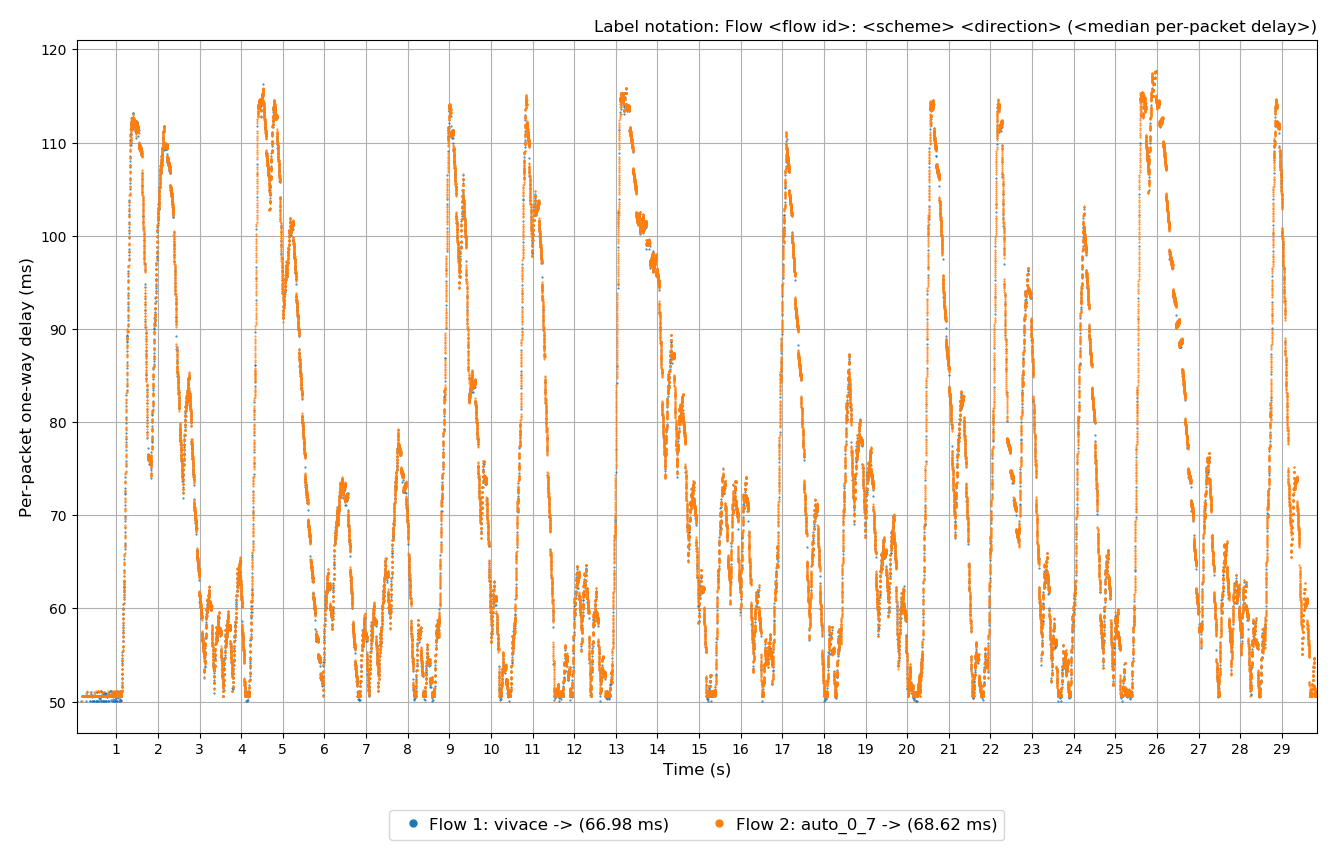 Label notation: Flow <flow id>: <scheme> <direction> (<median per-packet delay>)
Per-packet one-way delay (ms)
120
110
100
90
80
70
60
50
1 2 3 4 5 6 7 8 9 10 11 12 13 14 15 16 17 18 19 20 21 22 23 24 25 26 27 28 29
Time (s)
Flow 1: vivace -> (66.98 ms) Flow 2: auto_0_7 -> (68.62 ms)